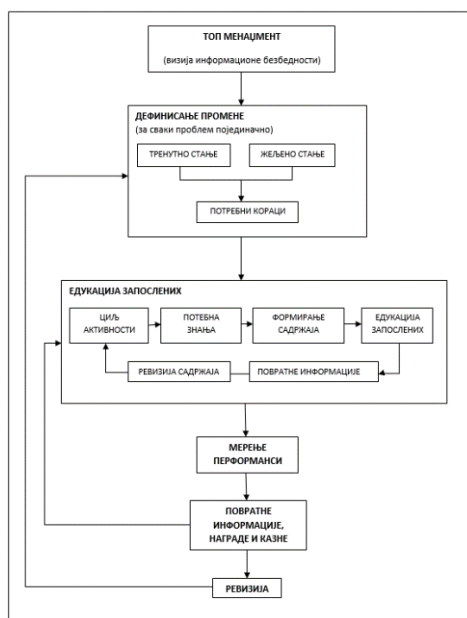 ТОП МЕНАЏМЕНТ
(визија информационе безбедности)
ДЕФИНИСАЊЕ ПРОМЕНЕ
(за сваки проблем појединачно)
ТРЕНУТНО СТАЊЕ
ЖЕЉЕНО СТАЊЕ
ПОТРЕБНИ КОРАЦИ
ЕДУКАЦИЈА ЗАПОСЛЕНИХ
ЦИЉ
АКТИВНОСТИ
ПОТЕБНА
ЗНАЊА
ФОРМИРАЊЕ
САДРЖАЈА
ЕДУКАЦИЈА
ЗАПОСЛЕНИХ
РЕВИЗИЈА САДРЖАЈА
ПОВРАТНЕ ИНФОРМАЦИЈЕ
МЕРЕЊЕ
ПЕРФОРМАНСИ
ПОВРАТНЕ
ИНФОРМАЦИЈЕ,
НАГРАДЕ И КАЗНЕ
РЕВИЗИЈА